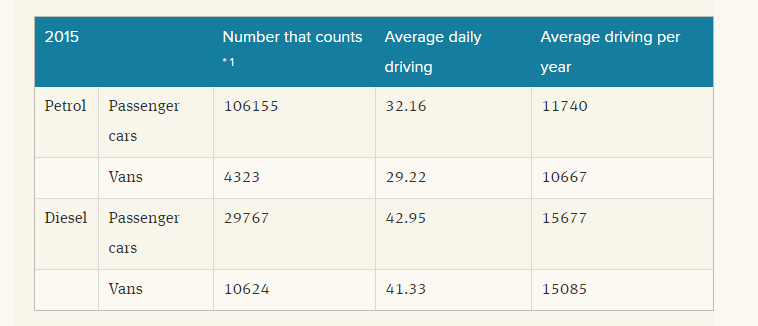 2015 Number that counts Average daily Average driving per
*1 driving year
Petrol Passenger 106155 32.16 11740
cars
Vans 4323 29.22 10667
Diesel Passenger 29767 42.95 15677
cars
Vans 10624 41.33 15085